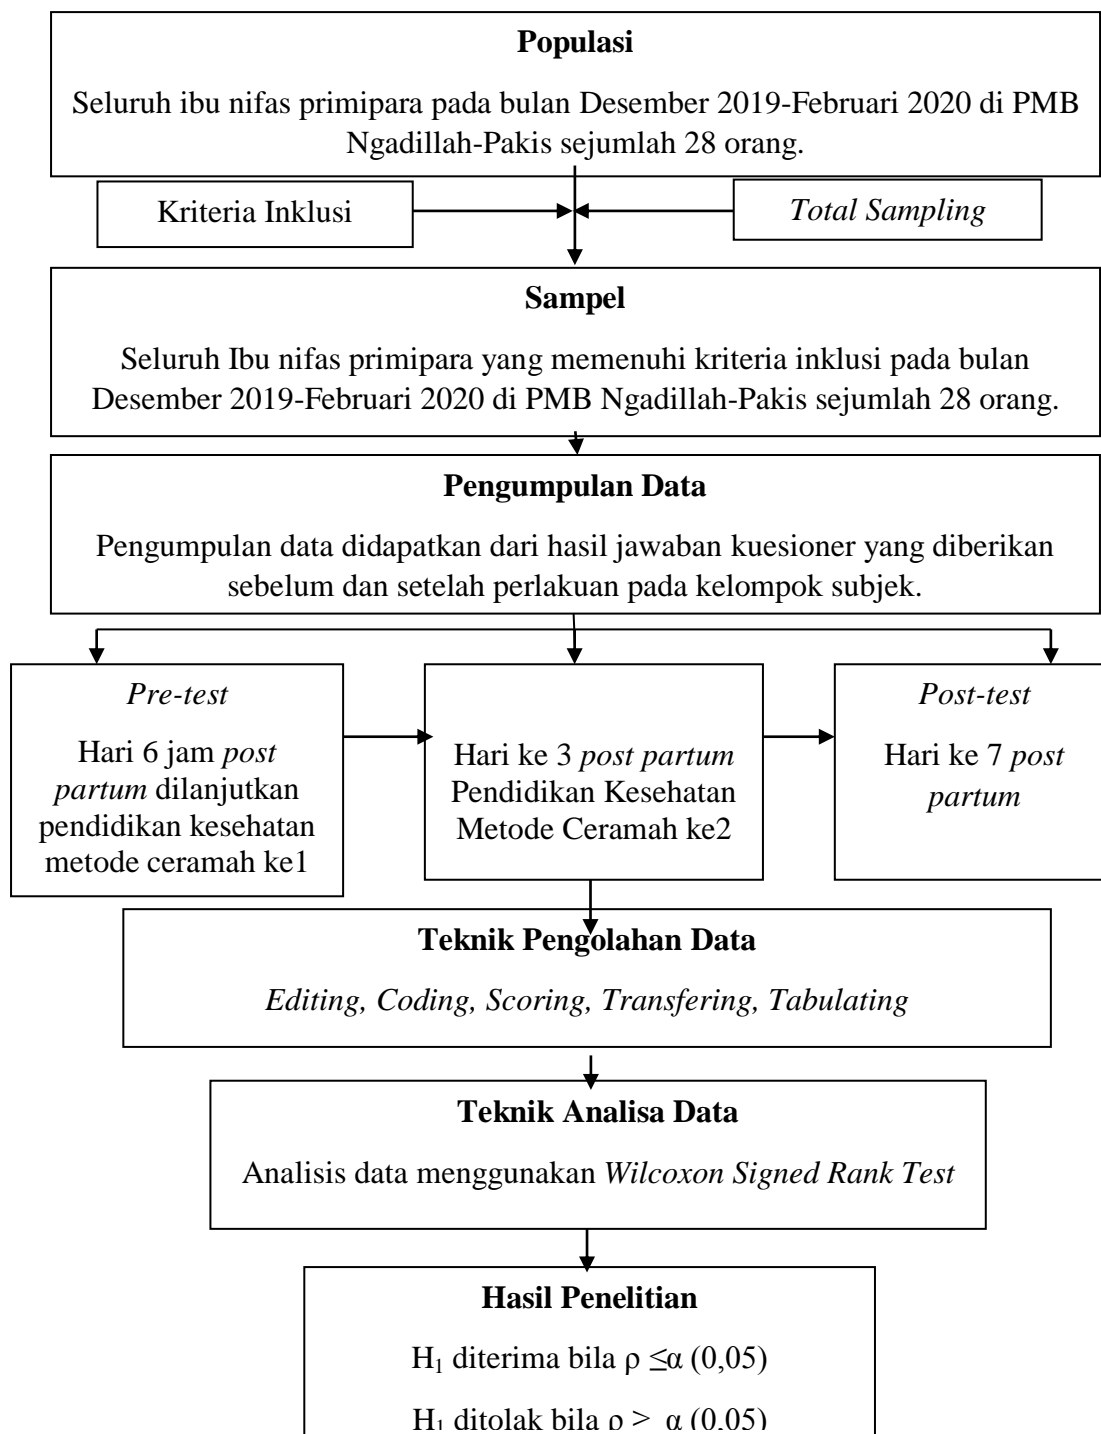 Populasi
Seluruh ibu nifas primipara pada bulan Desember 2019-Februari 2020 di PMB
Ngadillah-Pakis sejumlah 28 orang.
Kriteria Inklusi
Total Sampling
Sampel
Seluruh Ibu nifas primipara yang memenuhi kriteria inklusi pada bulan
Desember 2019-Februari 2020 di PMB Ngadillah-Pakis sejumlah 28 orang.
Pengumpulan Data
Pengumpulan data didapatkan dari hasil jawaban kuesioner yang diberikan
sebelum dan setelah perlakuan pada kelompok subjek.
Pre-test
Hari 6 jam post
partum dilanjutkan
pendidikan kesehatan
metode ceramah ke1
Hari ke 3 post partum
Pendidikan Kesehatan
Metode Ceramah ke2
Post-test
Hari ke 7 post
partum
Teknik Pengolahan Data
Editing, Coding, Scoring, Transfering, Tabulating
Teknik Analisa Data
Analisis data menggunakan Wilcoxon Signed Rank Test
Hasil Penelitian
H₁ diterima bila ρ ≤α (0,05)
H₁ ditolak bila ρ > α (0,05)